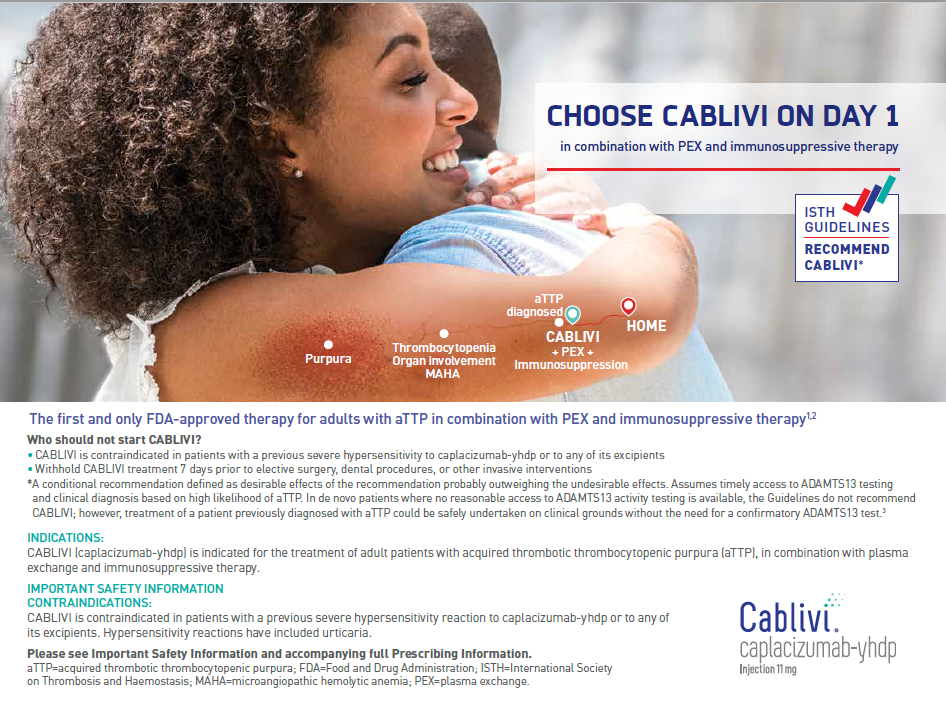 CHOOSE CABLIVI ON DAY 1
in combination with PEX and immunosuppressive therapy
ISTH
GUIDELINES
RECOMMEND
CABLIVI*
aTTP
diagnosed
HOME
CABLIVI
+ PEX +
Immunosuppression
Thrombocytopenia
Organ involvement
MAHA
Purpura
The first and only FDA-approved therapy for adults with aTTP in combination with PEX and immunosuppressive therapy1,2
Who should not start CABLIVI?
• CABLIVI is contraindicated in patients with a previous severe hypersensitivity to caplacizumab-yhdp or to any of its excipients
• Withhold CABLIVI treatment 7 days prior to elective surgery, dental procedures, or other invasive interventions
*A conditional recommendation defined as desirable effects of the recommendation probably outweighing the undesirable effects. Assumes timely access to ADAMTS13 testing
and clinical diagnosis based on high likelihood of aTTP. In de novo patients where no reasonable access to ADAMTS13 activity testing is available, the Guidelines do not recommend
CABLIVI; however, treatment of a patient previously diagnosed with aTTP could be safely undertaken on clinical grounds without the need for a confirmatory ADAMTS13 test.3
INDICATIONS:
CABLIVI (caplacizumab-yhdp) is indicated for the treatment of adult patients with acquired thrombotic thrombocytopenic purpura (aTTP), in combination with plasma
exchange and immunosuppressive therapy.
IMPORTANT SAFETY INFORMATION
CONTRAINDICATIONS:
CABLIVI is contraindicated in patients with a previous severe hypersensitivity reaction to caplacizumab-yhdp or to any of
its excipients. Hypersensitivity reactions have included urticaria.
Please see Important Safety Information and accompanying full Prescribing Information.
aTTP=acquired thrombotic thrombocytopenic purpura; FDA=Food and Drug Administration; ISTH=International Society
on Thrombosis and Haemostasis; MAHA=microangiopathic hemolytic anemia; PEX=plasma exchange.
Cablivi®
caplacizumab-yhdp
Injection 11 mg